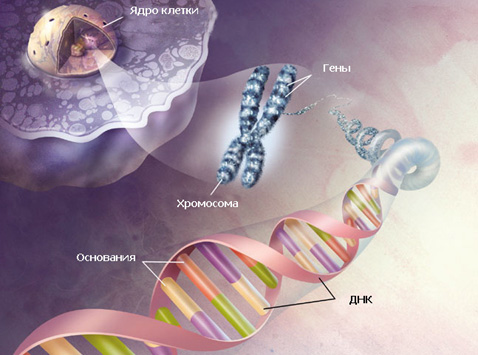 Ядро клетки
Гены
Хромосома
Основания
ДНК